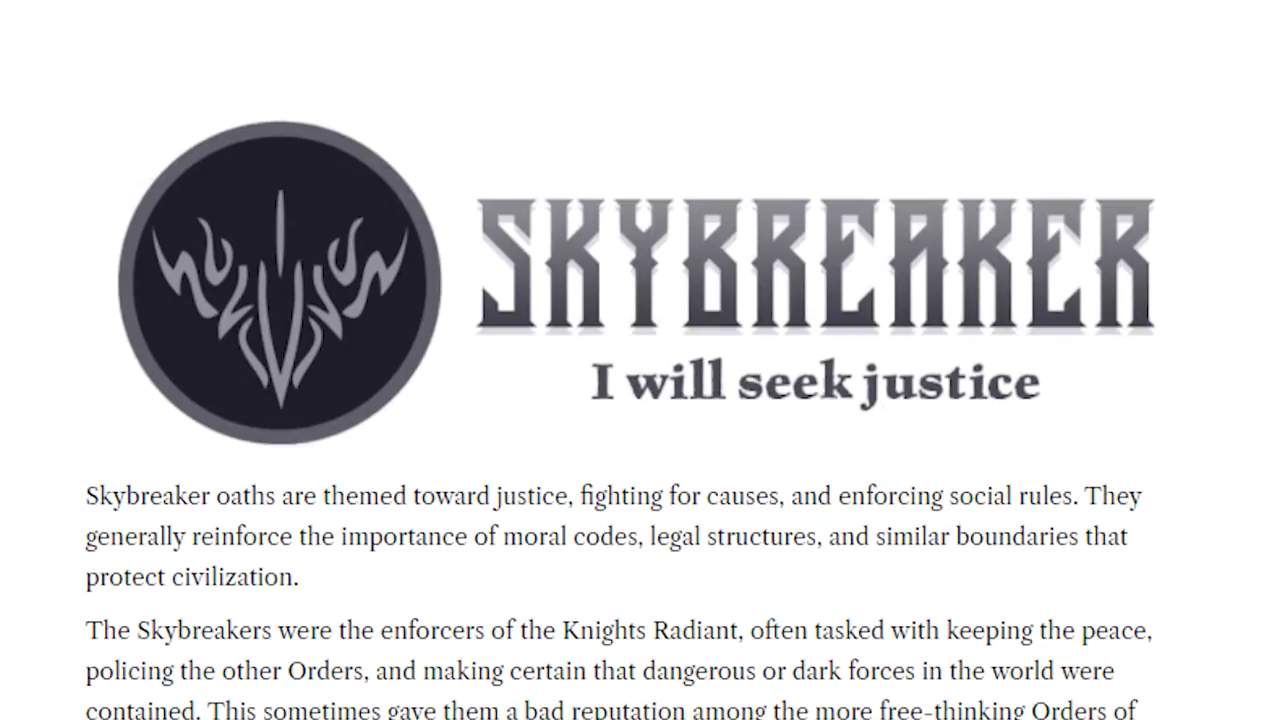 SKYBREAKER
I will seek justice
Skybreaker oaths are themed toward justice, fighting for causes, and enforcing social rules. They
generally reinforce the importance of moral codes, legal structures, and similar boundaries that
protect civilization.
The Skybreakers were the enforcers of the Knights Radiant, often tasked with keeping the peace,
policing the other Orders, and making certain that dangerous or dark forces in the world were
contained. This sometimes gave them a bad reputation among the more free-thinking Orders of